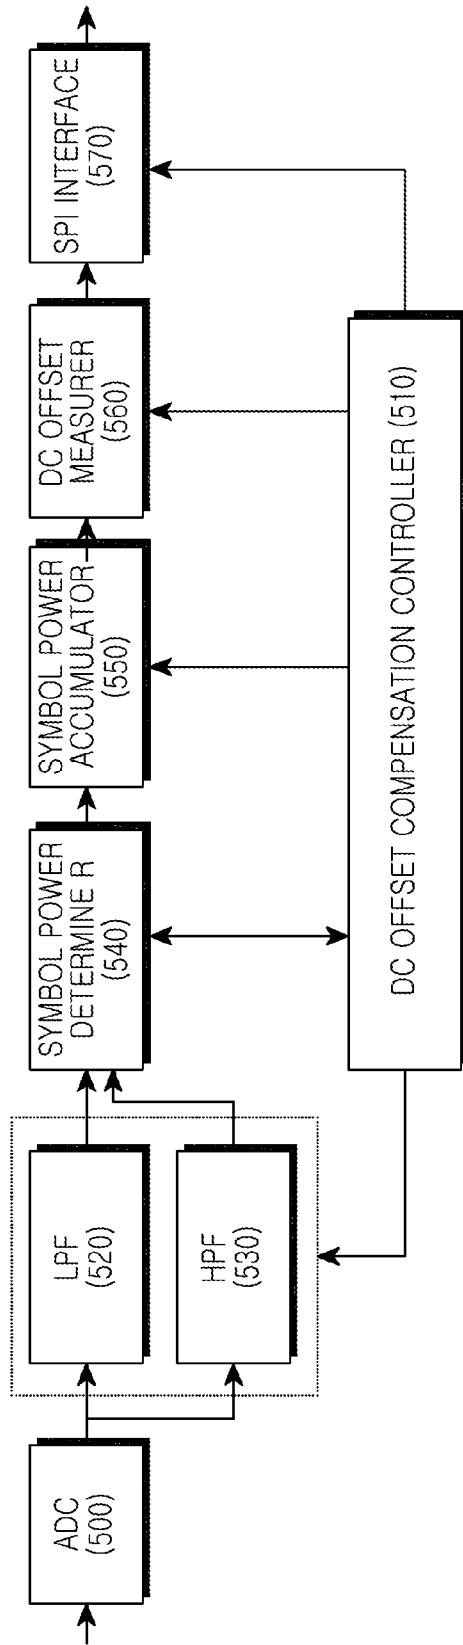 ADC
(500)
LPF
(520)
HPF
(530)
SYMBOL POWER
DETERMINE R
(540)
SYMBOL POWER
ACCUMULATOR
(550)
DC OFFSET
MEASURER
(560)
SPI INTERFACE
(570)
DC OFFSET COMPENSATION CONTROLLER (510)